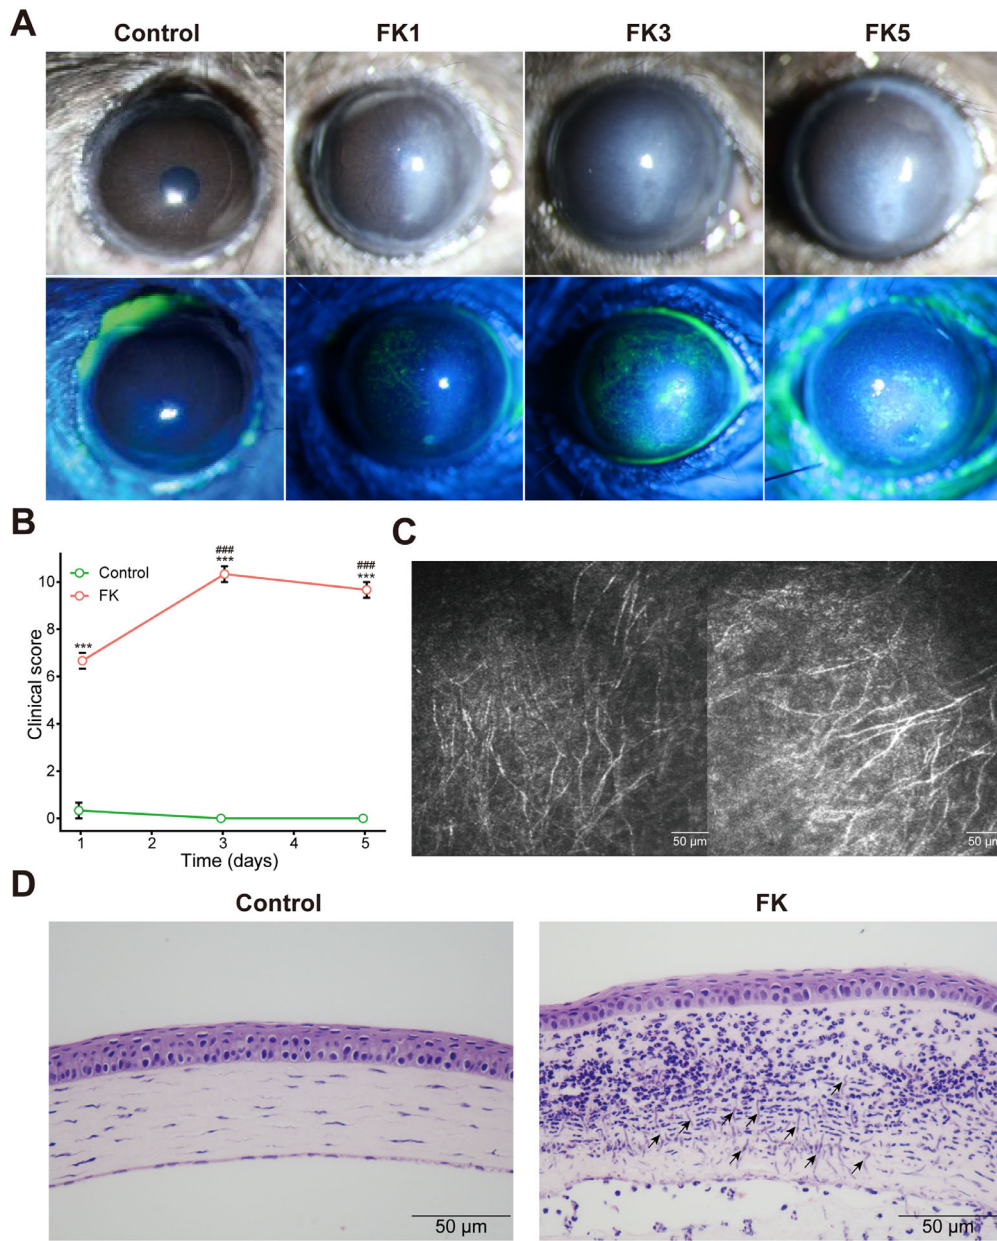 A
Control FK1 FK3 FK5
B
Control
FK
###
***
###
***
***
Clinical score
10
8
6
4
2
0
1 2 3 4 5
Time (days)
C
50 µm 50 µm
D
Control FK
50 µm 50 µm